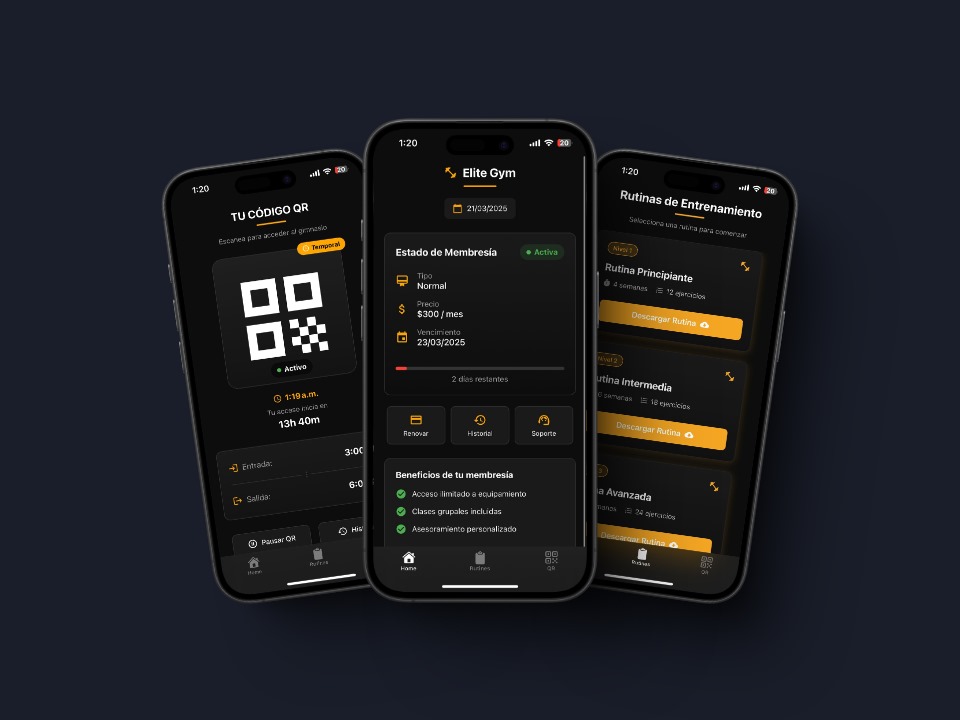 1:20
20
TU CÓDIGO QR
Escanea para acceder al gimnasio
Temporal
Activo
1:19 a.m.
Tu acceso inicia en
13h 40m
Entrada:
3:00
Salida:
6:0
Pausar QR
Hist
Home
Rutines
1:20
20
Elite Gym
21/03/2025
Estado de Membresía
Activa
Tipo
Normal
Precio
$300 / mes
Vencimiento
23/03/2025
2 días restantes
Renovar
Historial
Soporte
Beneficios de tu membresía
Acceso ilimitado a equipamiento
Clases grupales incluidas
Asesoramiento personalizado
Home
Rutines
QR
1:20
20
Rutinas de Entrenamiento
Selecciona una rutina para comenzar
Nivel 1
Rutina Principiante
4 semanas
12 ejercicios
Descargar Rutina
Nivel 2
utina Intermedia
semanas
18 ejercicios
Descargar Rutina
a Avanzada
manas
24 ejercicios
Descargar Rutina
Rutines
QR